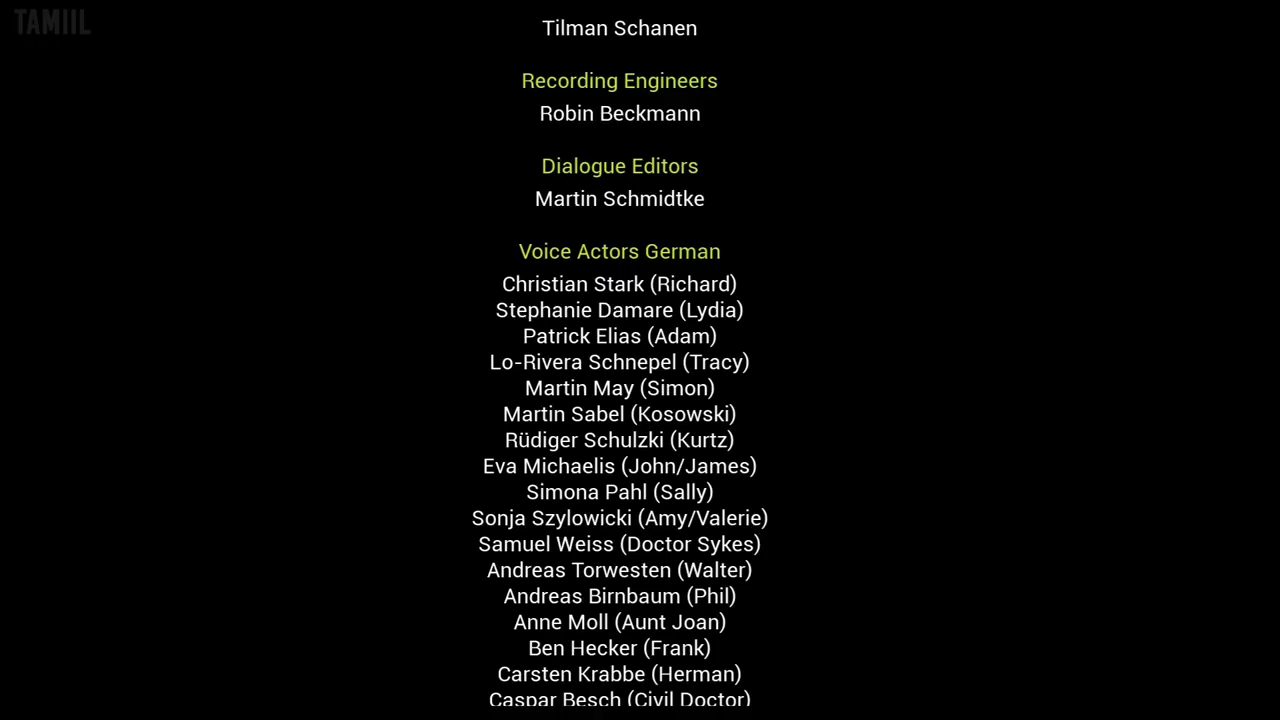 TAMIIL
Tilman Schanen
Recording Engineers
Robin Beckmann
Dialogue Editors
Martin Schmidtke
Voice Actors German
Christian Stark (Richard)
Stephanie Damare (Lydia)
Patrick Elias (Adam)
Lo-Rivera Schnepel (Tracy)
Martin May (Simon)
Martin Sabel (Kosowski)
Rüdiger Schulzki (Kurtz)
Eva Michaelis (John/James)
Simona Pahl (Sally)
Sonja Szylowicki (Amy/Valerie)
Samuel Weiss (Doctor Sykes)
Andreas Torwesten (Walter)
Andreas Birnbaum (Phil)
Anne Moll (Aunt Joan)
Ben Hecker (Frank)
Carsten Krabbe (Herman)
Caspar Besch (Civil Doctor)